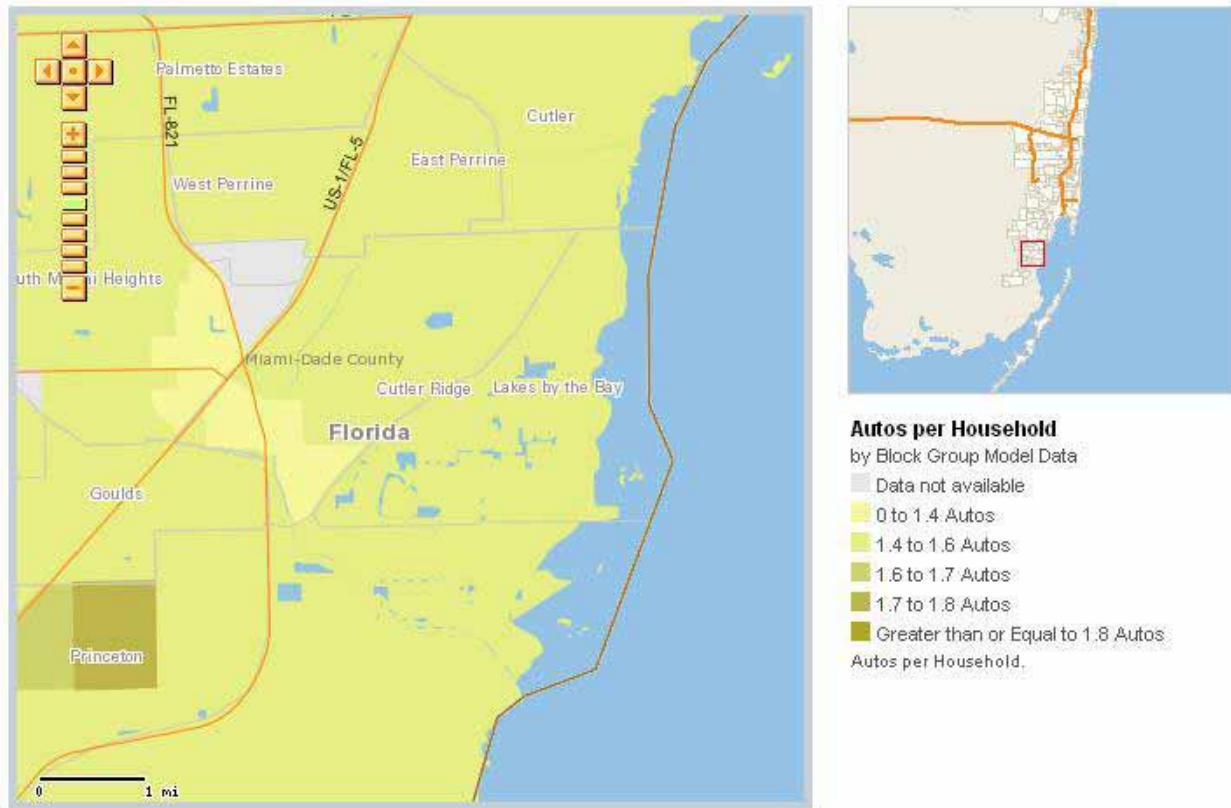 Palmetto Estates
FL-821
Cutler
East Perrine
US-1/FL-5
West Perrine
uth M mi Heights
Miami-Dade County
Cutler Ridge
Lakes by the Bay
Florida
Goulds
Princeton
0 1 mi
Autos per Household
by Block Group Model Data
Data not available
0 to 1.4 Autos
1.4 to 1.6 Autos
1.6 to 1.7 Autos
1.7 to 1.8 Autos
Greater than or Equal to 1.8 Autos
Autos per Household.